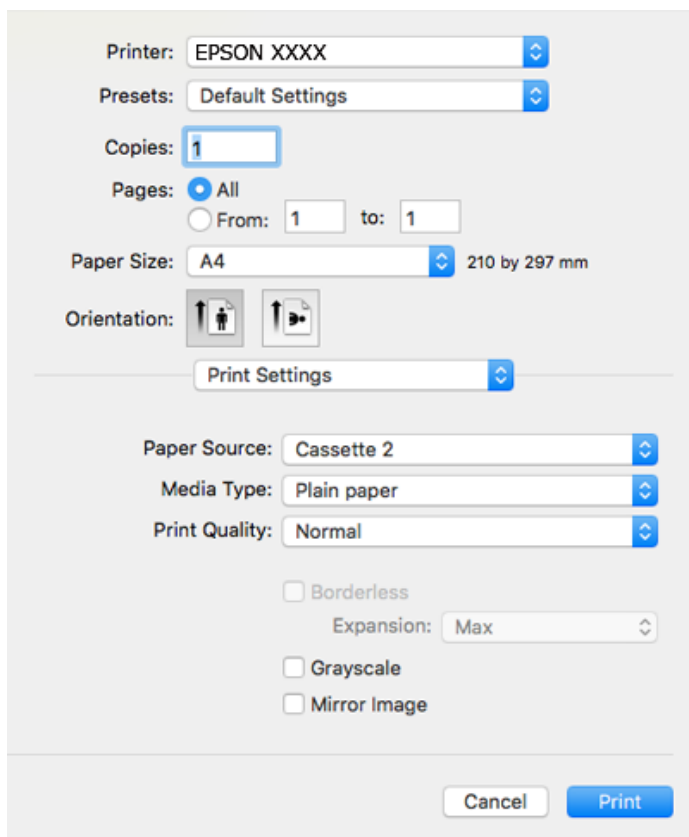 Printer: EPSON XXXX
Presets: Default Settings
Copies: 1
Pages: All
From: 1 to: 1
Paper Size: A4 210 by 297 mm
Orientation:
Print Settings
Paper Source: Cassette 2
Media Type: Plain paper
Print Quality: Normal
Borderless
Expansion: Max
Grayscale
Mirror Image
Cancel Print